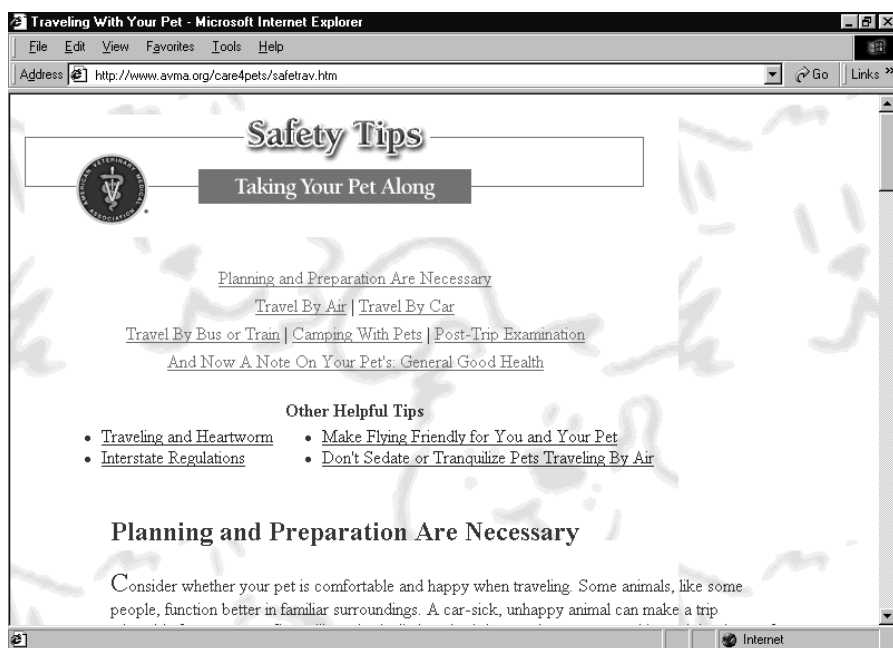 Traveling With Your Pet - Microsoft Internet Explorer
File Edit View Favorites Tools Help
Address http://www.avma.org/care4pets/safetrav.htm Go Links »
Safety Tips
AMERICAN VETERINARY MEDICAL ASSOCIATION
Taking Your Pet Along
Planning and Preparation Are Necessary
Travel By Air | Travel By Car
Travel By Bus or Train | Camping With Pets | Post-Trip Examination
And Now A Note On Your Pet's: General Good Health
Other Helpful Tips
• Traveling and Heartworm • Make Flying Friendly for You and Your Pet
• Interstate Regulations • Don't Sedate or Tranquilize Pets Traveling By Air
Planning and Preparation Are Necessary
Consider whether your pet is comfortable and happy when traveling. Some animals, like some
people, function better in familiar surroundings. A car-sick, unhappy animal can make a trip
Internet